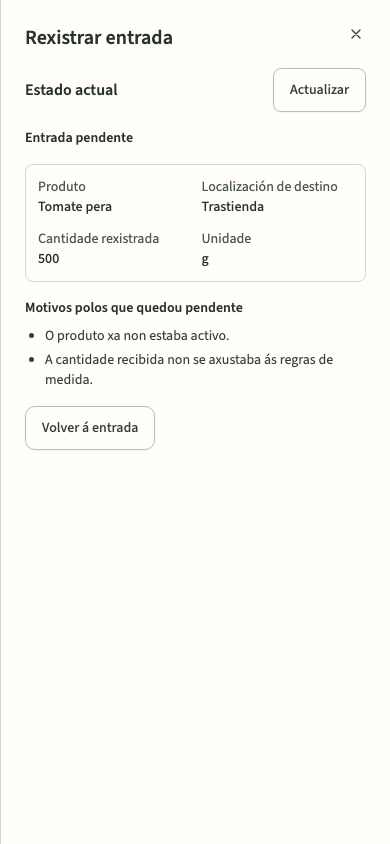 Rexistrar entrada
Estado actual
Actualizar
Entrada pendente
Produto
Tomate pera
Localización de destino
Trastienda
Cantidade rexistrada
500
Unidade
g
Motivos polos que quedou pendente
O produto xa non estaba activo.
A cantidade recibida non se axustaba ás regras de
medida.
Volver á entrada